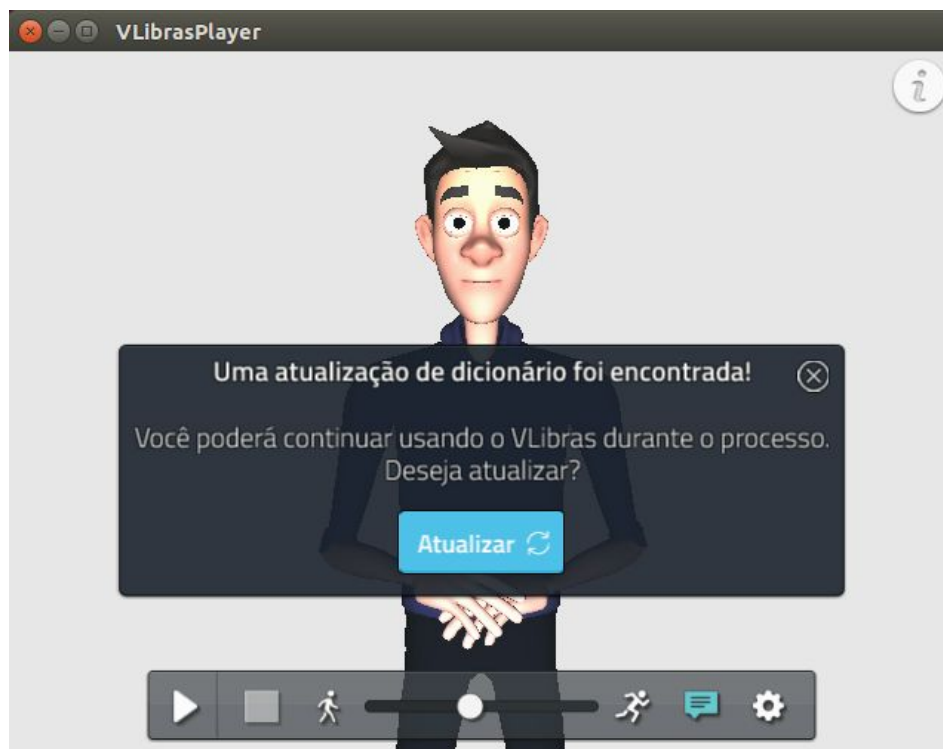 VLibrasPlayer
i
Uma atualização de dicionário foi encontrada!
Você poderá continuar usando o VLibras durante o processo.
Deseja atualizar?
Atualizar